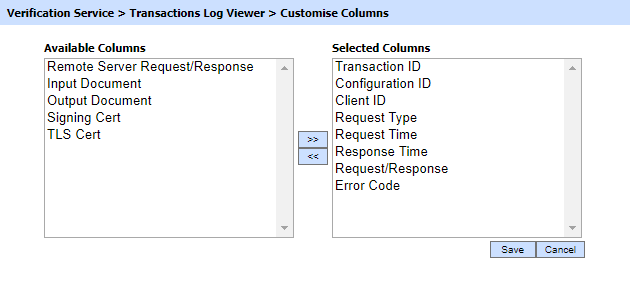 Verification Service > Transactions Log Viewer > Customise Columns
Available Columns
Remote Server Request/Response
Input Document
Output Document
Signing Cert
TLS Cert
>>
<<
Selected Columns
Transaction ID
Configuration ID
Client ID
Request Type
Request Time
Response Time
Request/Response
Error Code
Save
Cancel